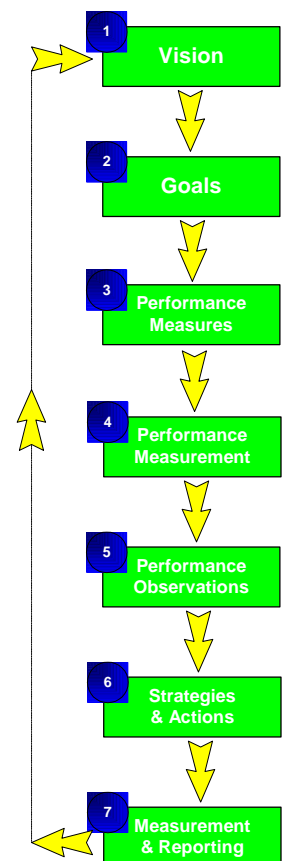 1
Vision
2
Goals
3
Performance
Measures
4
Performance
Measurement
5
Performance
Observations
6
Strategies
& Actions
7
Measurement
& Reporting